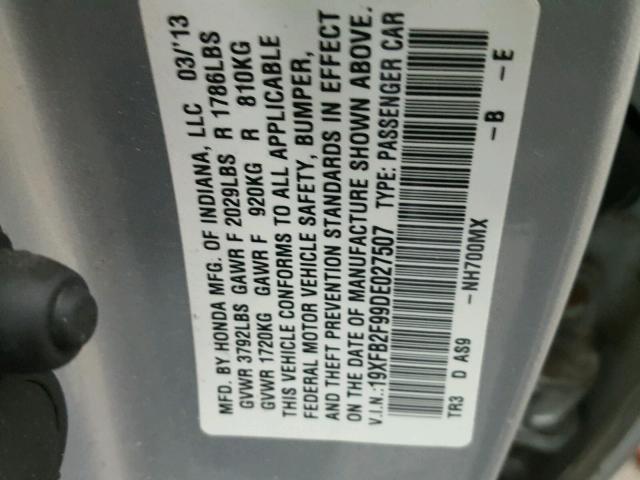 MFD. BY HONDA MFG. OF INDIANA, LLC 03/'13
GVWR 3792LBS GAWR F 2029LBS R 1786LBS
GVWR 1720KG GAWR F 920KG R 810KG
THIS VEHICLE CONFORMS TO ALL APPLICABLE
FEDERAL MOTOR VEHICLE SAFETY, BUMPER,
AND THEFT PREVENTION STANDARDS IN EFFECT
ON THE DATE OF MANUFACTURE SHOWN ABOVE.
V.I.N.:19XFB2F99DE027507 TYPE: PASSENGER CAR
TR3 D AS9 -NH700MX -B -E